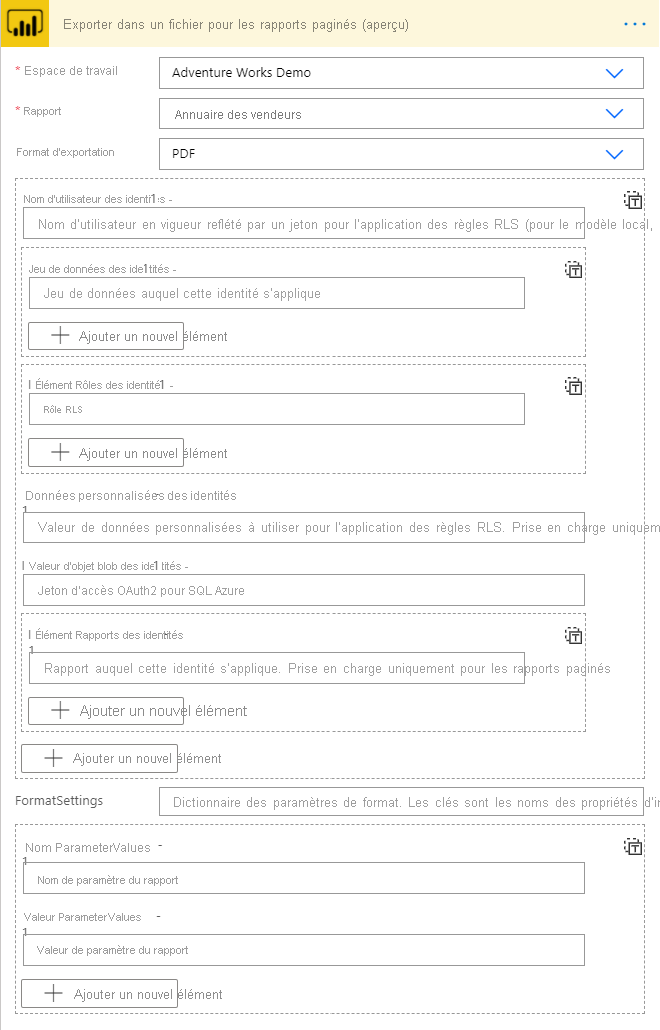 Exporter dans un fichier pour les rapports paginés (aperçu)
* Espace de travail
Adventure Works Demo
* Rapport
Annuaire des vendeurs
Format d'exportation
PDF
Nom d'utilisateur des identités - 1
Nom d'utilisateur en vigueur reflété par un jeton pour l'application des règles RLS (pour le modèle local,
Jeu de données des identités - 1
Jeu de données auquel cette identité s'applique
Ajouter un nouvel élément
Élément Rôles des identité - 1
Rôle RLS
Ajouter un nouvel élément
Données personnalisées des identités - 1
Valeur de données personnalisées à utiliser pour l'application des règles RLS. Prise en charge uniquem
Valeur d'objet blob des identités - 1
Jeton d'accès OAuth2 pour SQL Azure
Élément Rapports des identités - 1
Rapport auquel cette identité s'applique. Prise en charge uniquement pour les rapports paginés
Ajouter un nouvel élément
Ajouter un nouvel élément
FormatSettings
Dictionnaire des paramètres de format. Les clés sont les noms des propriétés d'i
Nom ParameterValues - 1
Nom de paramètre du rapport
Valeur ParameterValues - 1
Valeur de paramètre du rapport
Ajouter un nouvel élément